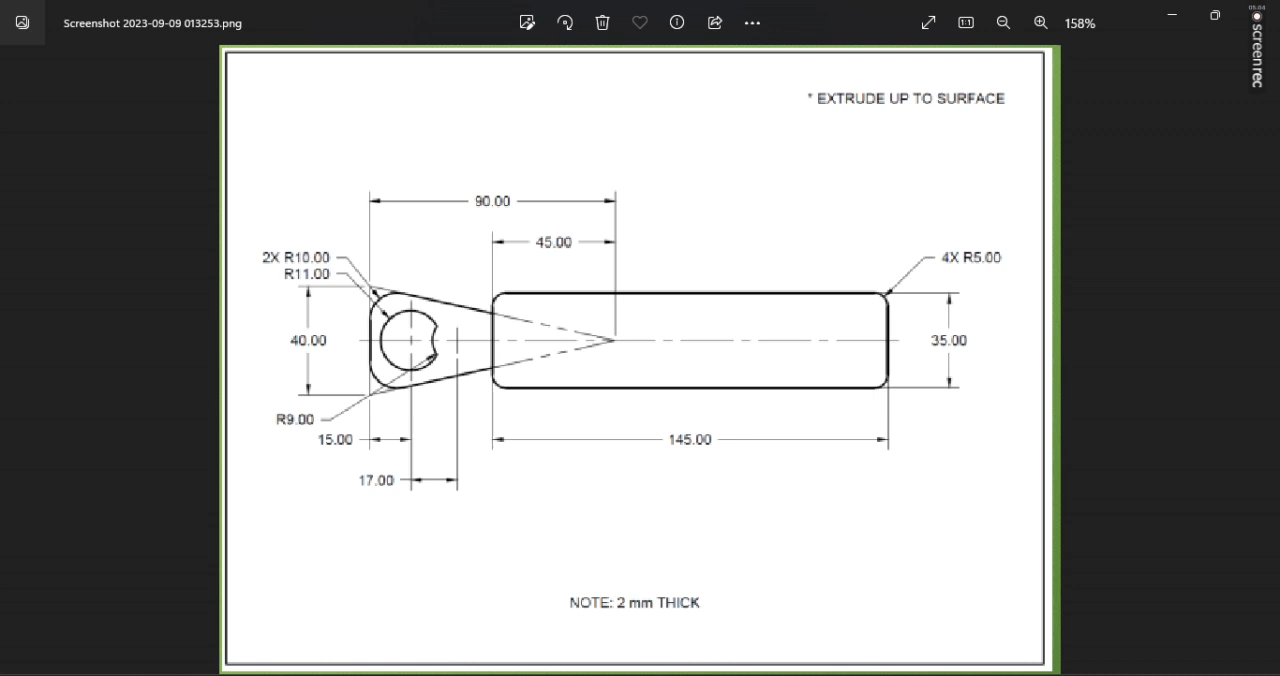 Screenshot 2023-09-09 013253.png
158%
05:04
screenrec
* EXTRUDE UP TO SURFACE
90.00
45.00
2X R10.00
R11.00
4X R5.00
40.00
35.00
R9.00
15.00
145.00
17.00
NOTE: 2 mm THICK